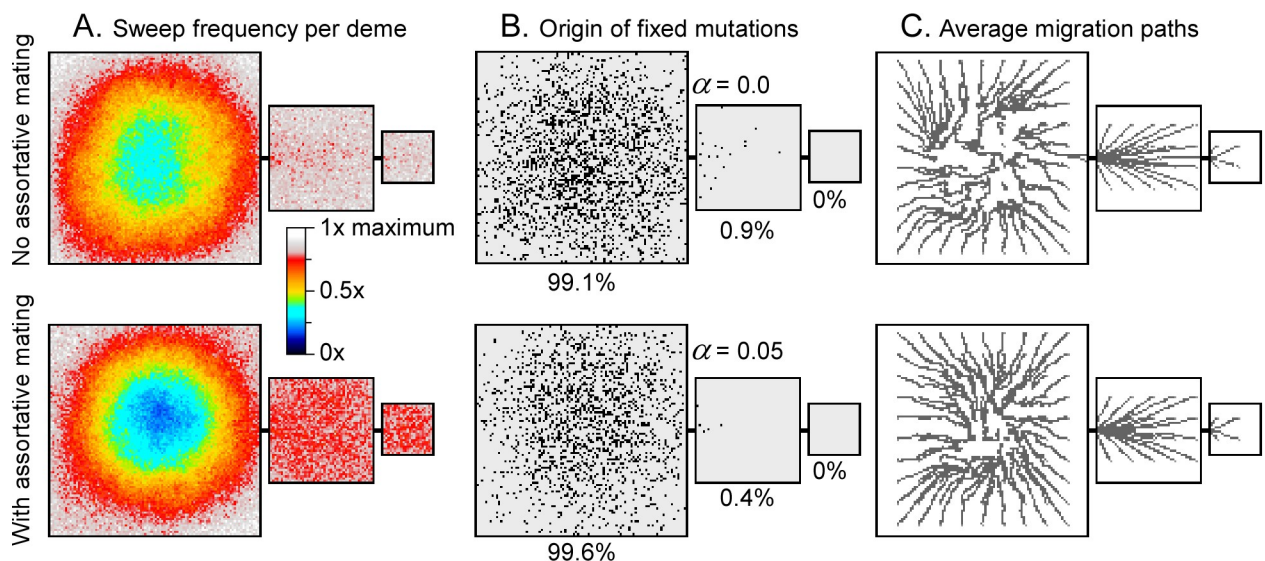 A. Sweep frequency per deme
B. Origin of fixed mutations
C. Average migration paths
No assortative mating
α = 0.0
0%
0.9%
99.1%
1x maximum
0.5x
0x
With assortative mating
α = 0.05
0%
0.4%
99.6%